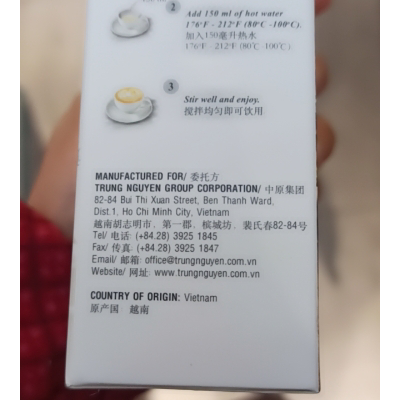 2
Add 150 ml of hot water
176°F - 212°F (80°C -100°C).
加入150毫升热水
176°F - 212°F (80℃ -100℃).
3
Stir well and enjoy.
搅拌均匀即可饮用
MANUFACTURED FOR/ 委托方
TRUNG NGUYEN GROUP CORPORATION/ 中原集团
82-84 Bui Thi Xuan Street, Ben Thanh Ward,
Dist.1, Ho Chi Minh City, Vietnam
越南胡志明市、第一郡、槟城坊、裴氏春82-84号
Tel/ 电话: (+84.28) 3925 1845
Fax/ 传真: (+84.28) 3925 1847
Email/ 邮箱: office@trungnguyen.com.vn
Website/ 网址: www.trungnguyen.com.vn
COUNTRY OF ORIGIN: Vietnam
原产国 越南